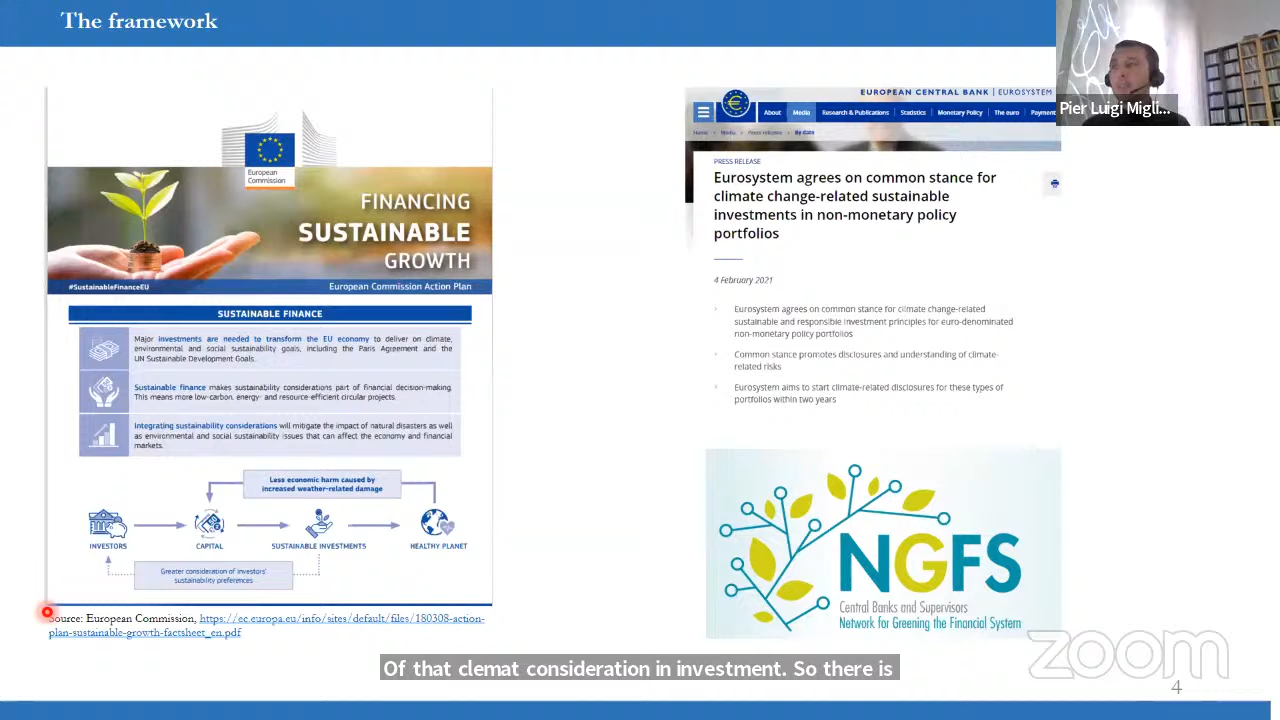 The framework
Pier Luigi Migli...
European
Commission
FINANCING
SUSTAINABLE
GROWTH
#SustainableFinanceEU
European Commission Action Plan
SUSTAINABLE FINANCE
Major investments are needed to transform the EU economy to deliver on climate,
environmental and social sustainability goals, including the Paris Agreement and the
UN Sustainable Development Goals.
Sustainable finance makes sustainability considerations part of financial decision-making.
This means more low-carbon, energy- and resource-efficient circular projects.
Integrating sustainability considerations will mitigate the impact of natural disasters as well
as environmental and social sustainability issues that can affect the economy and financial
markets.
Less economic harm caused by
increased weather-related damage
INVESTORS
CAPITAL
SUSTAINABLE INVESTMENTS
HEALTHY PLANET
Greater consideration of investors'
sustainability preferences
Source: European Commission, https://ec.europa.eu/info/sites/default/files/180308-action-
plan-sustainable-growth-factsheet_en.pdf
EUROPEAN CENTRAL BANK | EUROSYSTEM
About Media Research & Publications Statistics Monetary Policy The euro Payment
Home > Media > Press releases > By date
PRESS RELEASE
Eurosystem agrees on common stance for
climate change-related sustainable
investments in non-monetary policy
portfolios
4 February 2021
Eurosystem agrees on common stance for climate change-related
sustainable and responsible investment principles for euro-denominated
non-monetary policy portfolios
Common stance promotes disclosures and understanding of climate-
related risks
Eurosystem aims to start climate-related disclosures for these types of
portfolios within two years
NGFS
Central Banks and Supervisors
Network for Greening the Financial System
zoom
Of that clemat consideration in investment. So there is
4